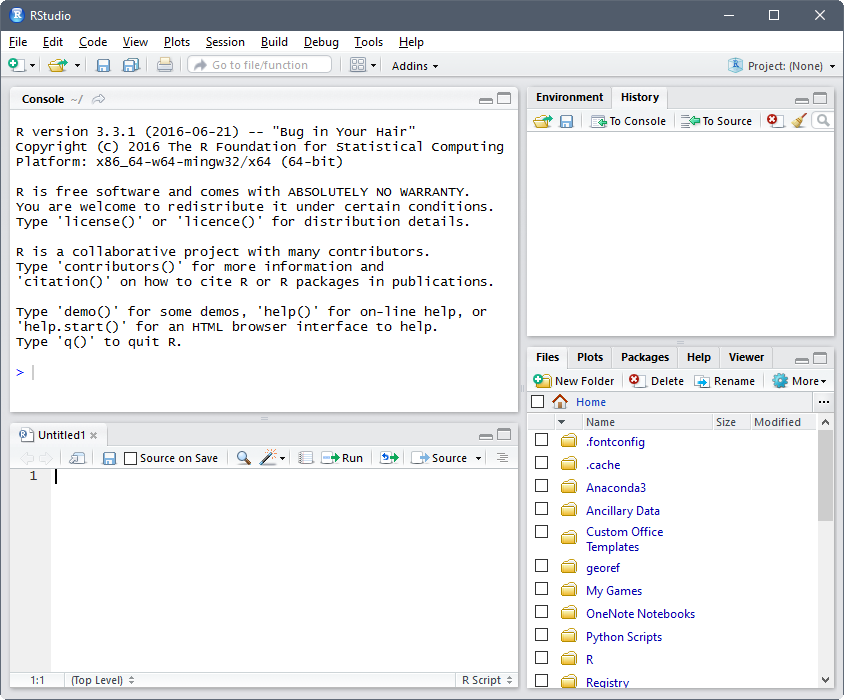 RStudio
File Edit Code View Plots Session Build Debug Tools Help
Go to file/function Addins Project: (None)
Console ~/
R version 3.3.1 (2016-06-21) -- "Bug in Your Hair"
Copyright (C) 2016 The R Foundation for Statistical Computing
Platform: x86_64-w64-mingw32/x64 (64-bit)
R is free software and comes with ABSOLUTELY NO WARRANTY.
You are welcome to redistribute it under certain conditions.
Type 'license()' or 'licence()' for distribution details.
R is a collaborative project with many contributors.
Type 'contributors()' for more information and
'citation()' on how to cite R or R packages in publications.
Type 'demo()' for some demos, 'help()' for on-line help, or
'help.start()' for an HTML browser interface to help.
Type 'q()' to quit R.
>
Untitled1
Source on Save Run Source
1
1:1 (Top Level) R Script
Environment History
To Console To Source
Files Plots Packages Help Viewer
New Folder Delete Rename More
Home ...
Name Size Modified
.fontconfig
.cache
Anaconda3
Ancillary Data
Custom Office
Templates
georef
My Games
OneNote Notebooks
Python Scripts
R
Registry